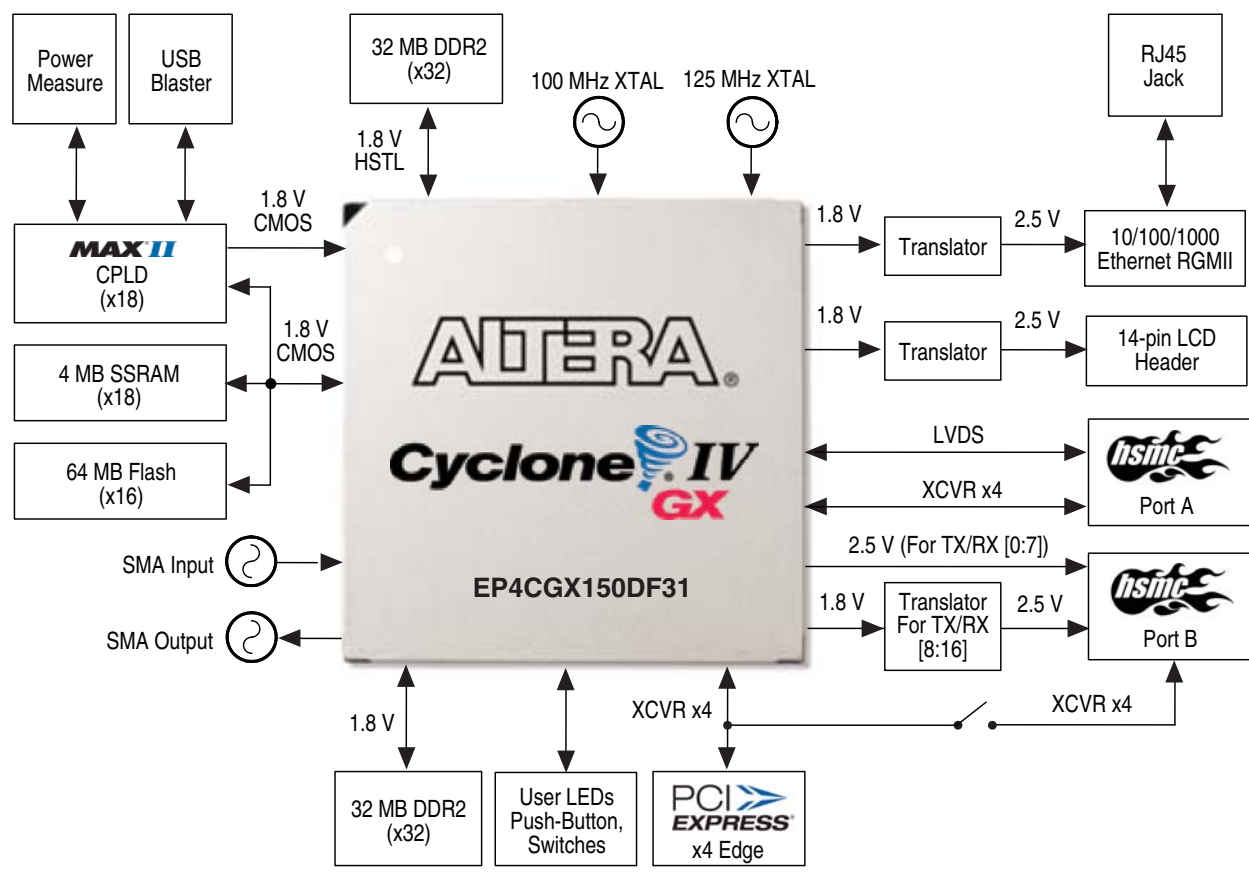 Power
Measure
USB
Blaster
32 MB DDR2
(x32)
100 MHz XTAL
125 MHz XTAL
RJ45
Jack
1.8 V
HSTL
1.8 V
CMOS
MAX II
CPLD
(x18)
1.8 V
CMOS
4 MB SSRAM
(x18)
64 MB Flash
(x16)
SMA Input
SMA Output
ALTERA®
Cyclone® IV
GX
EP4CGX150DF31
1.8 V
Translator
2.5 V
10/100/1000
Ethernet RGMII
1.8 V
Translator
2.5 V
14-pin LCD
Header
LVDS
XCVR x4
hsmc
Port A
2.5 V (For TX/RX [0:7])
1.8 V
Translator
For TX/RX
[8:16]
2.5 V
hsmc
Port B
1.8 V
XCVR x4
XCVR x4
32 MB DDR2
(x32)
User LEDs
Push-Button,
Switches
PCI
EXPRESS®
x4 Edge